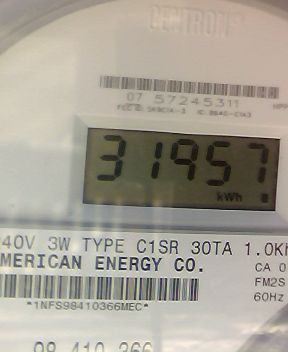 CENTRON®
07 57245311
31957
kWh
40V 3W TYPE C1SR 30TA 1.0K
MERICAN ENERGY CO.
CA 0
FM2S
60Hz
*1NFS98410366MEC*
98 410 366